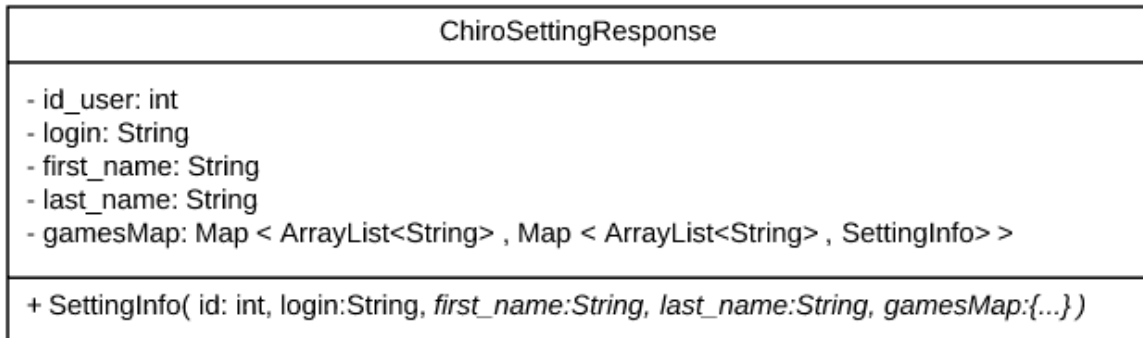 ChiroSettingResponse
- id_user: int
- login: String
- first_name: String
- last_name: String
- gamesMap: Map < ArrayList<String> , Map < ArrayList<String> , SettingInfo> >
+ SettingInfo( id: int, login:String, first_name:String, last_name:String, gamesMap:{...} )